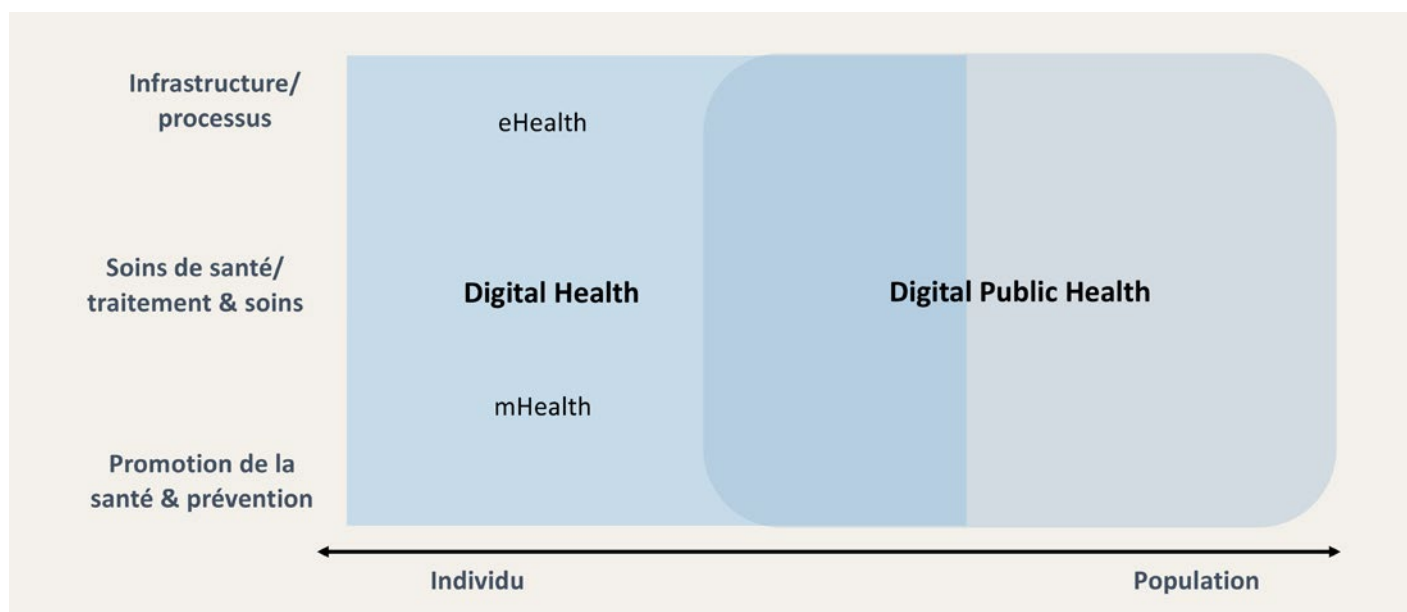 Infrastructure/
processus
eHealth
Soins de santé/
traitement & soins
Digital Health
Digital Public Health
mHealth
Promotion de la
santé & prévention
Individu
Population